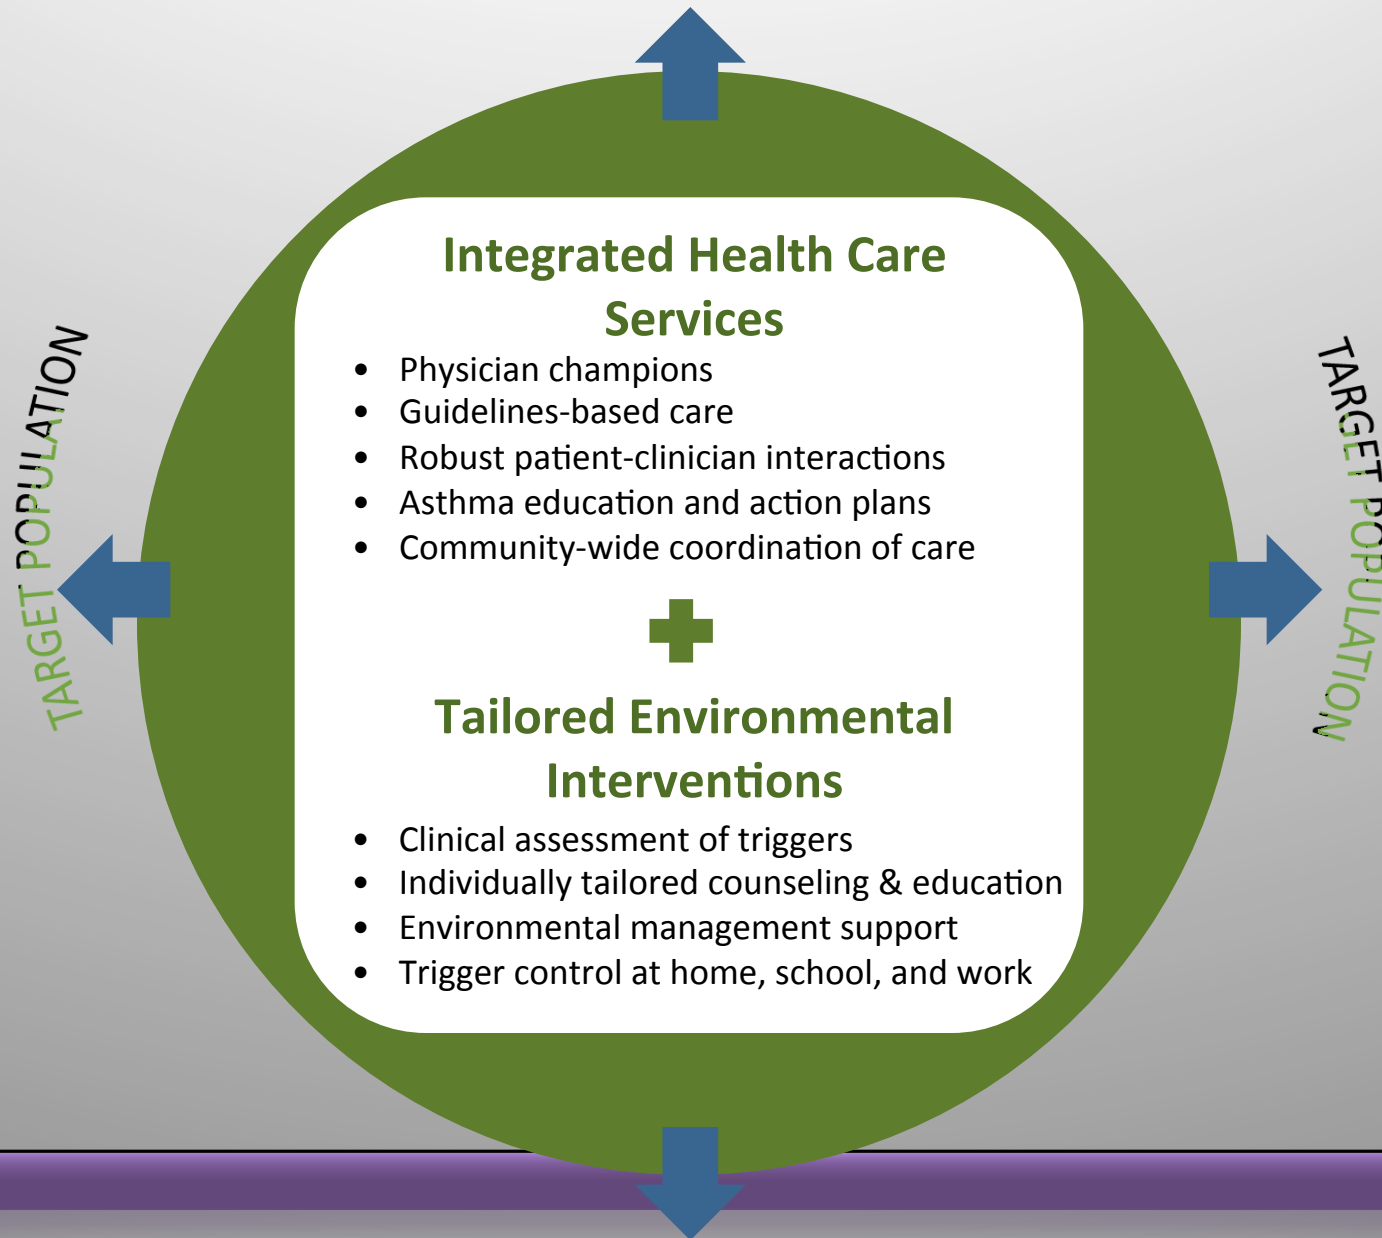 Integrated Health Care
Services
• Physician champions
• Guidelines-based care
• Robust patient-clinician interactions
• Asthma education and action plans
• Community-wide coordination of care
TARGET POPULATION
TARGET POPULATION
Tailored Environmental
Interventions
• Clinical assessment of triggers
• Individually tailored counseling & education
• Environmental management support
• Trigger control at home, school, and work